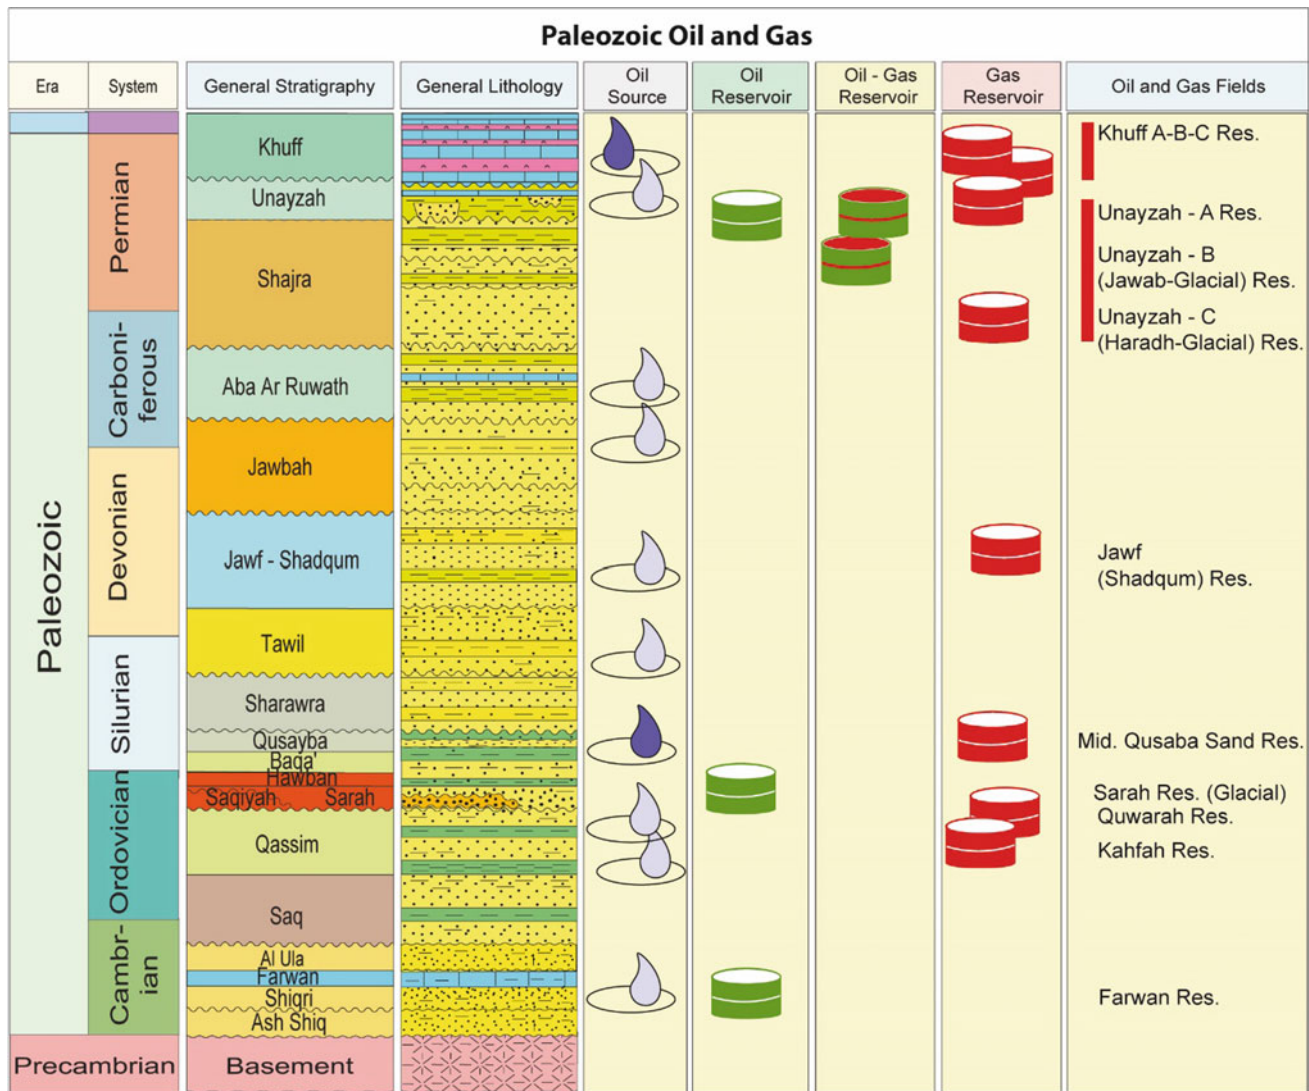 Paleozoic Oil and Gas
Era
System
General Stratigraphy
General Lithology
Oil
Source
Oil
Reservoir
Oil - Gas
Reservoir
Gas
Reservoir
Oil and Gas Fields
Paleozoic
Permian
Carboni-
ferous
Devonian
Silurian
Ordovician
Cambr-
ian
Precambrian
Khuff
Unayzah
Shajra
Aba Ar Ruwath
Jawbah
Jawf - Shadqum
Tawil
Sharawra
Qusayba
Baqa'
Hawban
Saqiyah Sarah
Qassim
Saq
Al Ula
Farwan
Shiqri
Ash Shiq
Basement
Khuff A-B-C Res.
Unayzah - A Res.
Unayzah - B
(Jawab-Glacial) Res.
Unayzah - C
(Haradh-Glacial) Res.
Jawf
(Shadqum) Res.
Mid. Qusaba Sand Res.
Sarah Res. (Glacial)
Quwarah Res.
Kahfah Res.
Farwan Res.